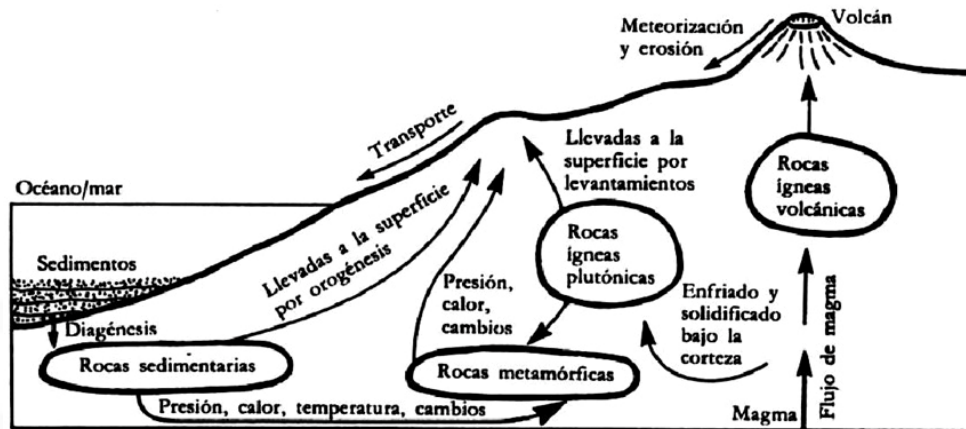 Volcán
Meteorización
y erosión
Transporte
Llevadas a la
superficie por
levantamientos
Rocas
ígneas
volcánicas
Océano/mar
Sedimentos
Llevadas a la superficie
por orogénesis
Rocas
ígneas
plutónicas
Presión,
calor,
cambios
Enfriado y
solidificado
bajo la
corteza
Flujo de magma
Diagénesis
Rocas sedimentarias
Rocas metamórficas
Presión, calor, temperatura, cambios
Magma